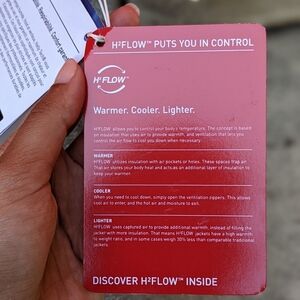 Responsibility. Comfort guarantee
H²FLOW™ PUTS YOU IN CONTROL
H²FLOW™
Warmer. Cooler. Lighter.
H²FLOW allows you to control your body's temperature. The concept is based
on insulation that uses air to provide warmth, and ventilation that lets you
control the air flow to cool you down when necessary.
WARMER
H²FLOW utilizes insulation with air pockets or holes. These spaces trap air.
That air stores your body heat and acts as an additional layer of insulation to
keep your warmer.
COOLER
When you need to cool down, simply open the ventilation zippers. This allows
cool air to enter, and the hot air and moisture to exit.
LIGHTER
H²FLOW uses captured air to provide additional warmth, instead of filling the
jacket with more insulation. That means H²FLOW jackets have a high warmth
to weight ratio, and in some cases weigh 30% less than comparable traditional
jackets.
DISCOVER H²FLOW™ INSIDE